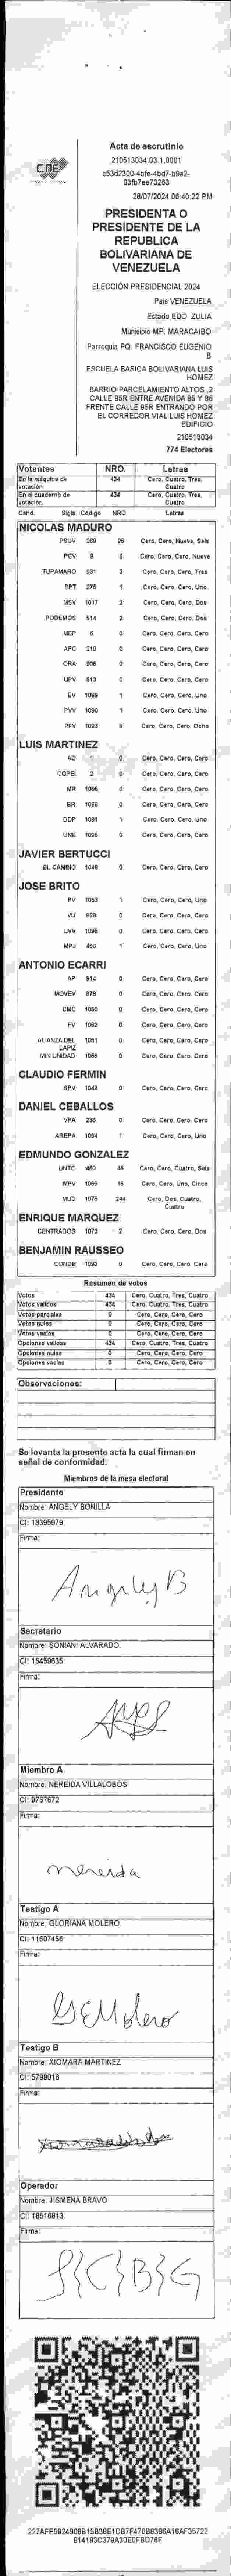 Acta de escrutinio
210513034.03.1.0001
28/07/2024 06:40:22 PM
CDE
PRESIDENTA O
PRESIDENTE DE LA
REPUBLICA
BOLIVARIANA DE
VENEZUELA
ELECCIÓN PRESIDENCIAL 2024
País VENEZUELA
Estado EDO. ZULIA
Municipio MP. MARACAIBO
Parroquia PQ. FRANCISCO EUGENIO
B
ESCUELA BASICA BOLIVARIANA LUIS
HOMEZ
BARRIO PARCELAMIENTO ALTOS ,2
CALLE 95R ENTRE AVENIDA 85 Y 86
FRENTE CALLE 95R ENTRANDO POR
EL CORREDOR VIAL LUIS HOMEZ
EDIFICIO
210513034
774 Electores
Votantes NRO. Letras
En la máquina de votación 434 Cero, Cuatro, Tres, Cuatro
En el cuaderno de votación 434 Cero, Cuatro, Tres, Cuatro
Cand. Sigls Código NRO. Letras
NICOLAS MADURO
PSUV 269 96 Cero, Cero, Nueve, Seis
PCV 9 9 Cero, Cero, Cero, Nueve
TUPAMARO 931 3 Cero, Cero, Cero, Tres
PPT 276 1 Cero, Cero, Cero, Uno
MSV 1017 2 Cero, Cero, Cero, Dos
PODEMOS 514 2 Cero, Cero, Cero, Dos
MEP 6 0 Cero, Cero, Cero, Cero
APC 219 0 Cero, Cero, Cero, Cero
ORA 906 0 Cero, Cero, Cero, Cero
UPV 513 0 Cero, Cero, Cero, Cero
EV 1089 1 Cero, Cero, Cero, Uno
PVV 1090 1 Cero, Cero, Cero, Uno
PFV 1093 8 Cero, Cero, Cero, Ocho
LUIS MARTINEZ
AD 1 0 Cero, Cero, Cero, Cero
COPEI 2 0 Cero, Cero, Cero, Cero
MR 1066 0 Cero, Cero, Cero, Cero
BR 1069 0 Cero, Cero, Cero, Cero
DDP 1091 1 Cero, Cero, Cero, Uno
UNE 1096 0 Cero, Cero, Cero, Cero
JAVIER BERTUCCI
EL CAMBIO 1048 0 Cero, Cero, Cero, Cero
JOSE BRITO
PV 1053 1 Cero, Cero, Cero, Uno
VU 968 0 Cero, Cero, Cero, Cero
UVV 1098 0 Cero, Cero, Cero, Cero
MPJ 458 1 Cero, Cero, Cero, Uno
ANTONIO ECARRI
AP 914 0 Cero, Cero, Cero, Cero
MOVEV 979 0 Cero, Cero, Cero, Cero
CMC 1080 0 Cero, Cero, Cero, Cero
FV 1082 0 Cero, Cero, Cero, Cero
ALIANZA DEL LAPIZ 1051 0 Cero, Cero, Cero, Cero
MIN UNIDAD 1068 0 Cero, Cero, Cero, Cero
CLAUDIO FERMIN
SPV 1049 0 Cero, Cero, Cero, Cero
DANIEL CEBALLOS
VPA 236 0 Cero, Cero, Cero, Cero
AREPA 1094 1 Cero, Cero, Cero, Uno
EDMUNDO GONZALEZ
UNTC 460 46 Cero, Cero, Cuatro, Seis
MPV 1069 15 Cero, Cero, Uno, Cinco
MUD 1075 244 Cero, Dos, Cuatro, Cuatro
ENRIQUE MARQUEZ
CENTRADOS 1073 2 Cero, Cero, Cero, Dos
BENJAMIN RAUSSEO
CONDE 1092 0 Cero, Cero, Cero, Cero
Resumen de votos
Votos 434 Cero, Cuatro, Tres, Cuatro
Votos válidos 434 Cero, Cuatro, Tres, Cuatro
Votos parciales 0 Cero, Cero, Cero, Cero
Votos nulos 0 Cero, Cero, Cero, Cero
Votos vacíos 0 Cero, Cero, Cero, Cero
Opciones válidas 434 Cero, Cuatro, Tres, Cuatro
Opciones nulas 0 Cero, Cero, Cero, Cero
Opciones vacías 0 Cero, Cero, Cero, Cero
Observaciones:
Se levanta la presente acta la cual firman en
señal de conformidad.
Miembros de la mesa electoral
Presidente
Nombre: ANGELY BONILLA
CI: 18395979
Firma:
Angely B
Secretario
Nombre: SONIANI ALVARADO
CI: 18459635
Firma:
Miembro A
Nombre: NEREIDA VILLALOBOS
CI: 9767672
Firma:
nereida
Testigo A
Nombre: GLORIANA MOLERO
CI: 11607456
Firma:
GMolero
Testigo B
Nombre: XIOMARA MARTINEZ
CI: 5799018
Firma:
Operador
Nombre: JISMENA BRAVO
CI: 18516813
Firma: